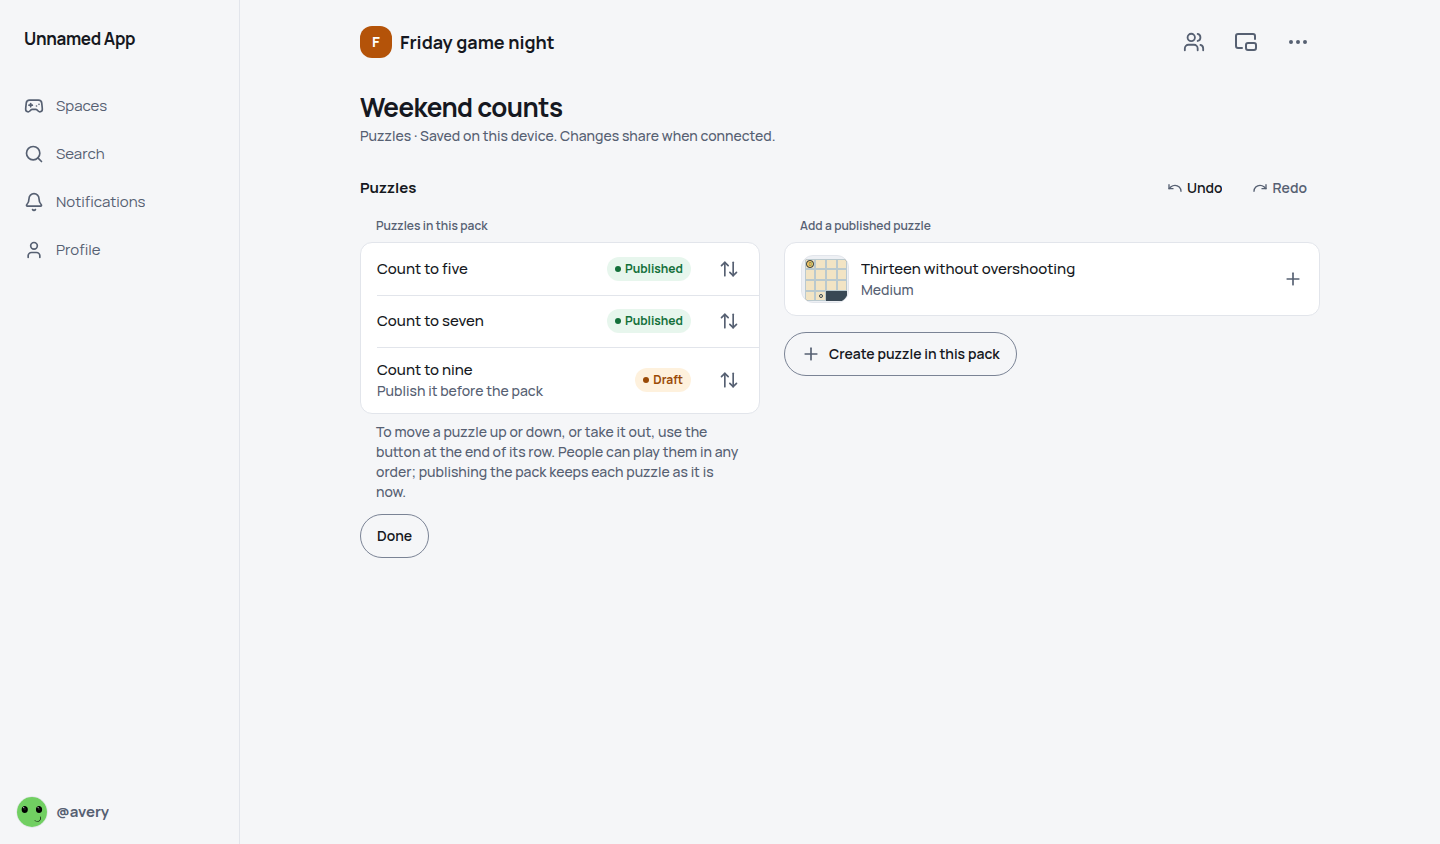 Unnamed App
Spaces
Search
Notifications
Profile
@avery
F
Friday game night
Weekend counts
Puzzles · Saved on this device. Changes share when connected.
Puzzles
Undo
Redo
Puzzles in this pack
Count to five
Published
Count to seven
Published
Count to nine
Publish it before the pack
Draft
To move a puzzle up or down, or take it out, use the
button at the end of its row. People can play them in any
order; publishing the pack keeps each puzzle as it is
now.
Done
Add a published puzzle
Thirteen without overshooting
Medium
Create puzzle in this pack